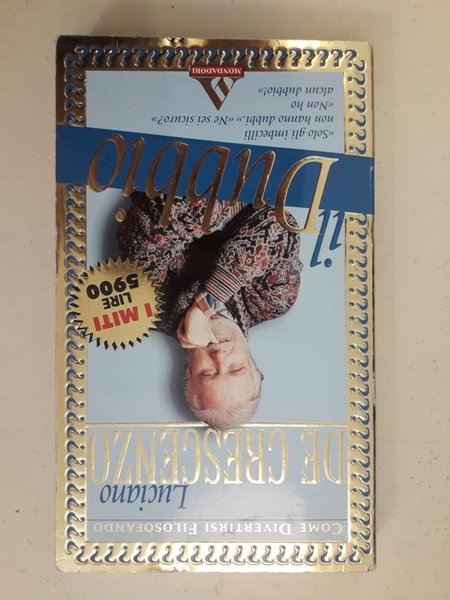 COME DIVERTIRSI FILOSOFANDO
Luciano
DE CRESCENZO
I MITI
LIRE
5900
il
Dubbio
«Solo gli imbecilli
non hanno dubbi.» «Ne sei sicuro?»
«Non ho
alcun dubbio!»
MONDADORI